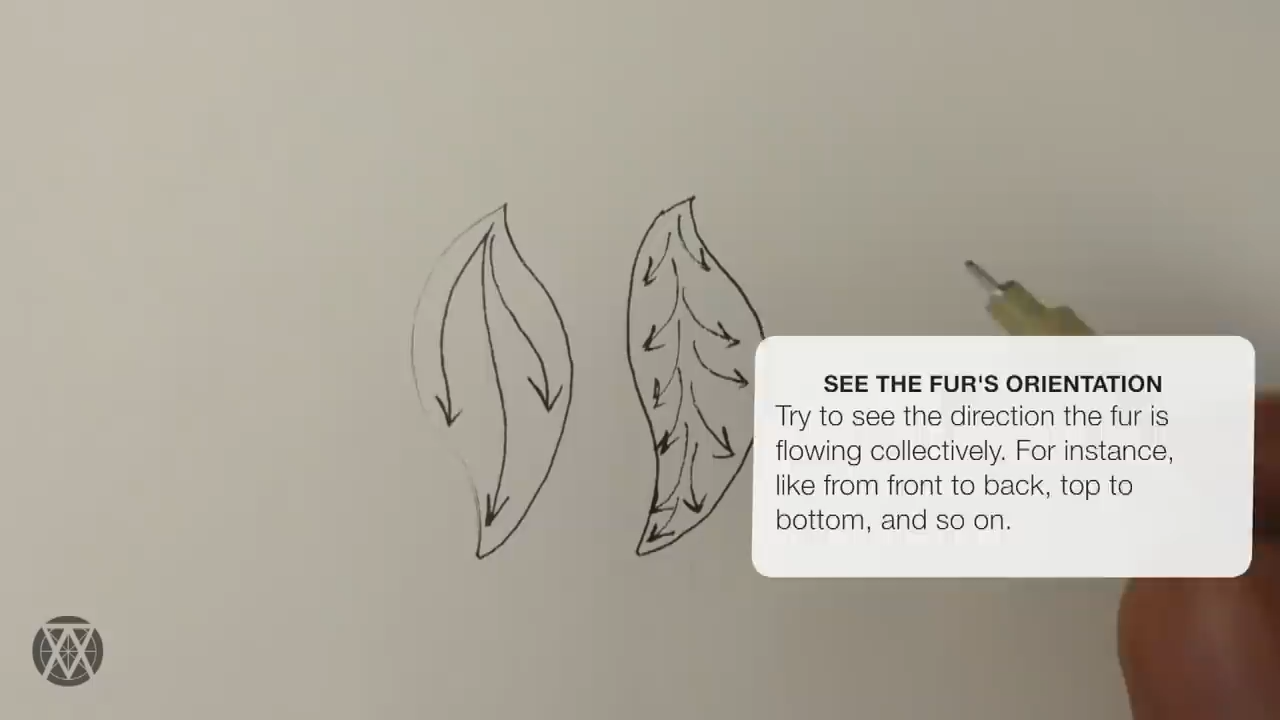 SEE THE FUR'S ORIENTATION
Try to see the direction the fur is
flowing collectively. For instance,
like from front to back, top to
bottom, and so on.